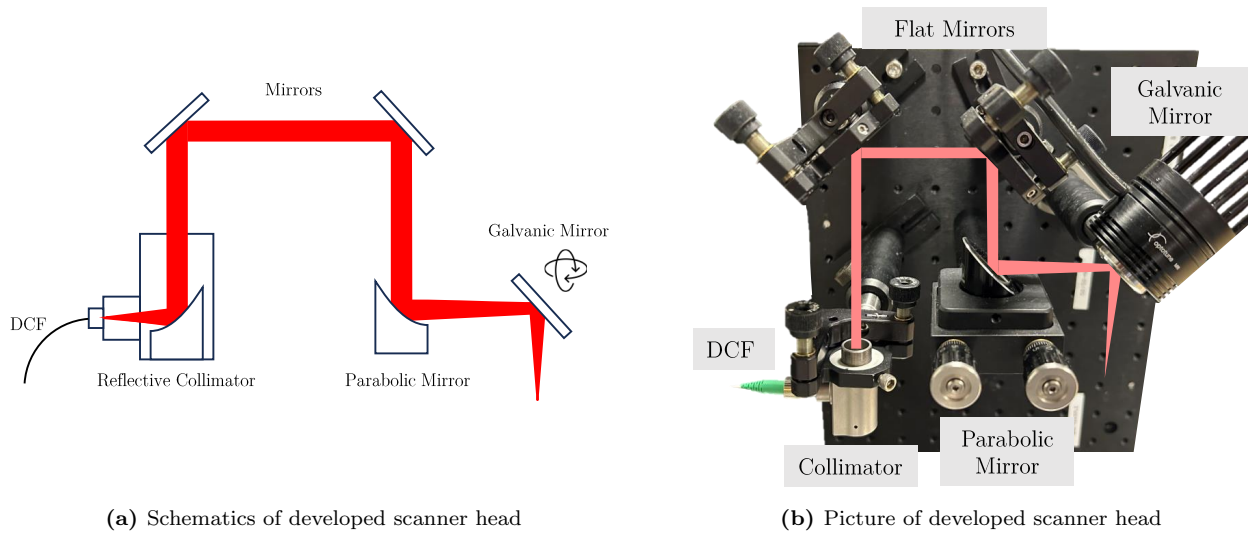 Mirrors
Galvanic Mirror
DCF
Reflective Collimator
Parabolic Mirror
(a) Schematics of developed scanner head
Flat Mirrors
Galvanic
Mirror
optotune
DCF
Collimator
Parabolic
Mirror
(b) Picture of developed scanner head